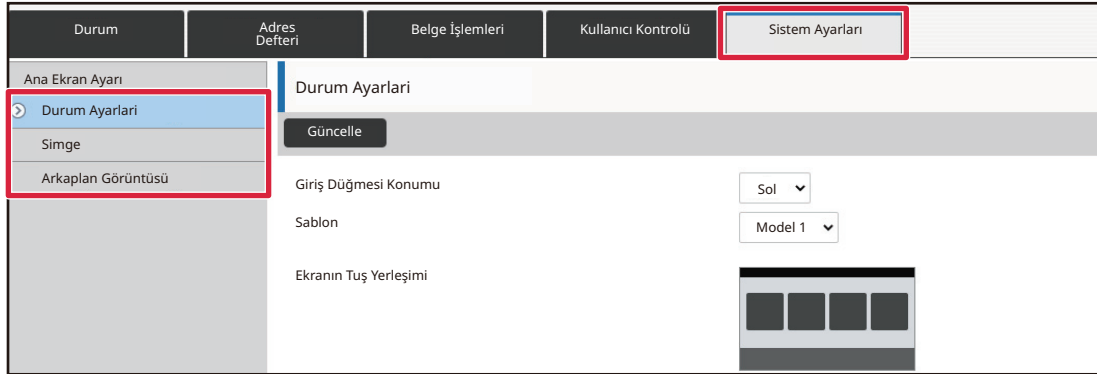 Durum
Adres
Defteri
Belge İşlemleri
Kullanıcı Kontrolü
Sistem Ayarları
Ana Ekran Ayarı
Durum Ayarlari
Simge
Arkaplan Görüntüsü
Durum Ayarlari
Güncelle
Giriş Düğmesi Konumu
Sol
Sablon
Model 1
Ekranın Tuş Yerleşimi